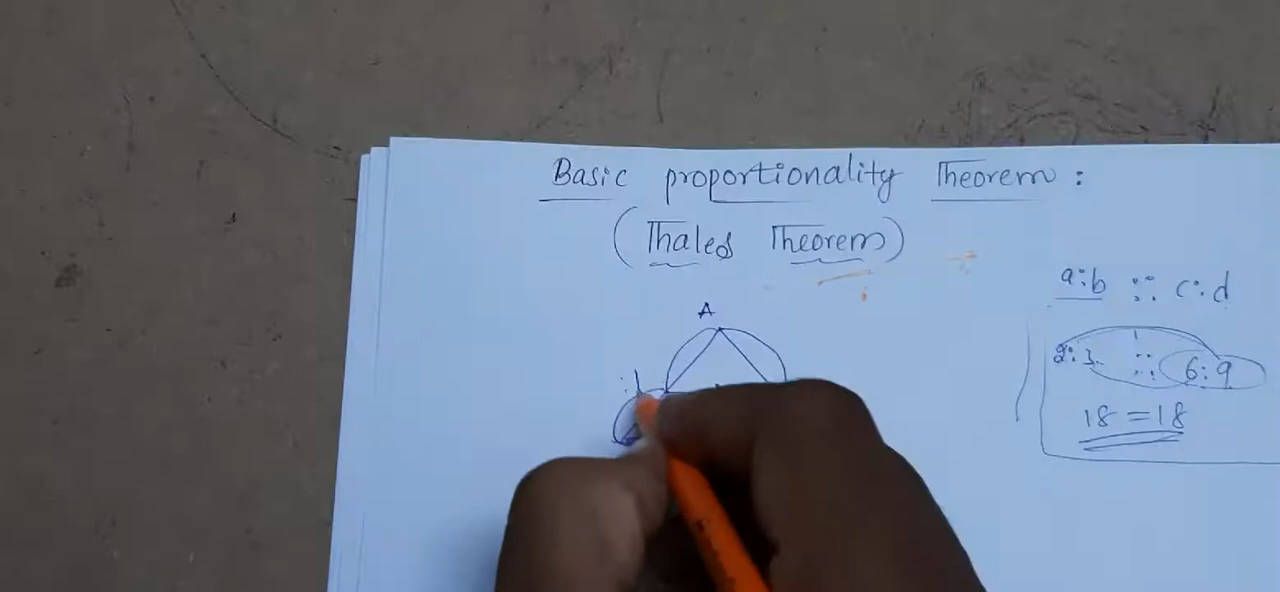 Basic proportionality Theorem :
(Thales Theorem)
a:b :: c:d
A
2:3 :: 6:9
18 = 18